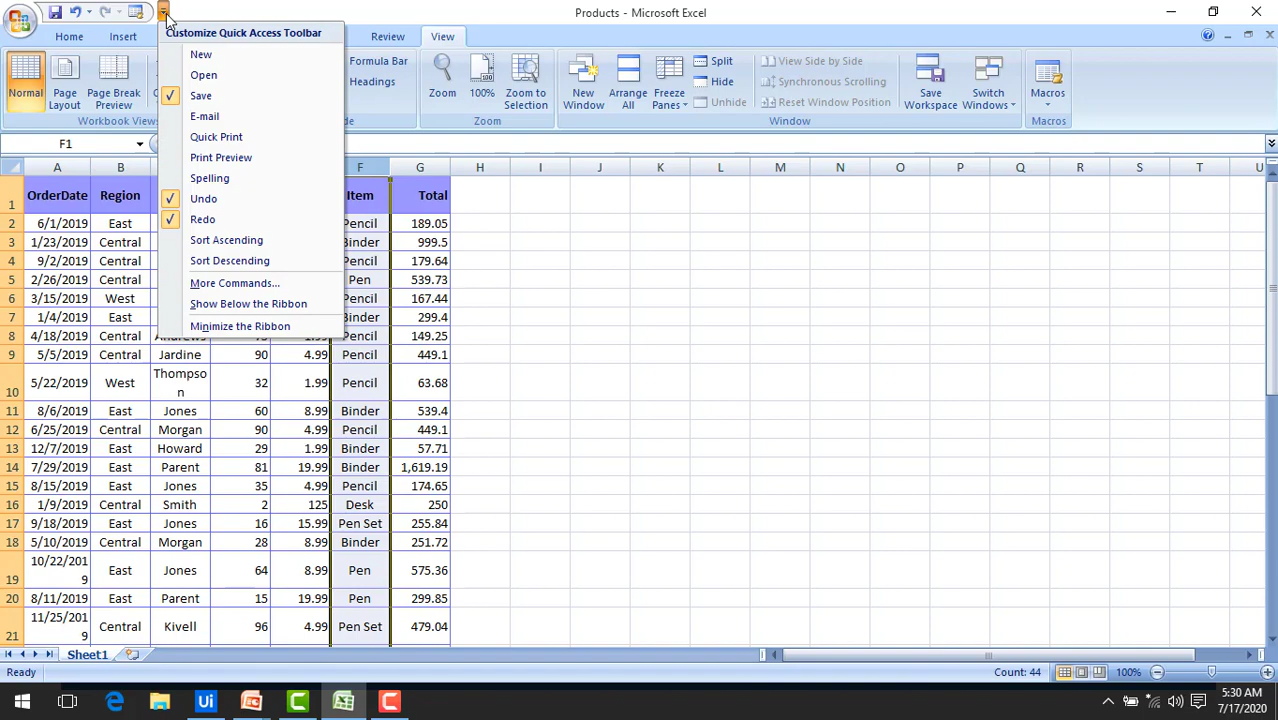 Products - Microsoft Excel
Home Insert Review View
Customize Quick Access Toolbar
New
Open
Save
E-mail
Quick Print
Print Preview
Spelling
Undo
Redo
Sort Ascending
Sort Descending
More Commands...
Show Below the Ribbon
Minimize the Ribbon
Normal
Page Layout
Page Break Preview
Workbook
Formula Bar
Headings
Zoom
100%
Zoom to Selection
Zoom
New Window
Arrange All
Freeze Panes
Split
Hide
Unhide
View Side by Side
Synchronous Scrolling
Reset Window Position
Window
Save Workspace
Switch Windows
Macros
Macros
F1
A B F G H I J K L M N O P Q R S T U
1 OrderDate Region Item Total
2 6/1/2019 East Pencil 189.05
3 1/23/2019 Central Binder 999.5
4 9/2/2019 Central Pencil 179.64
5 2/26/2019 Central Pen 539.73
6 3/15/2019 West Pencil 167.44
7 1/4/2019 East Binder 299.4
8 4/18/2019 Central Andrews 75 1.99 Pencil 149.25
9 5/5/2019 Central Jardine 90 4.99 Pencil 449.1
10 5/22/2019 West Thompson 32 1.99 Pencil 63.68
11 8/6/2019 East Jones 60 8.99 Binder 539.4
12 6/25/2019 Central Morgan 90 4.99 Pencil 449.1
13 12/7/2019 East Howard 29 1.99 Binder 57.71
14 7/29/2019 East Parent 81 19.99 Binder 1,619.19
15 8/15/2019 East Jones 35 4.99 Pencil 174.65
16 1/9/2019 Central Smith 2 125 Desk 250
17 9/18/2019 East Jones 16 15.99 Pen Set 255.84
18 5/10/2019 Central Morgan 28 8.99 Binder 251.72
19 10/22/2019 East Jones 64 8.99 Pen 575.36
20 8/11/2019 East Parent 15 19.99 Pen 299.85
21 11/25/2019 Central Kivell 96 4.99 Pen Set 479.04
Sheet1
Ready Count: 44 100%
Ui
5:30 AM
7/17/2020